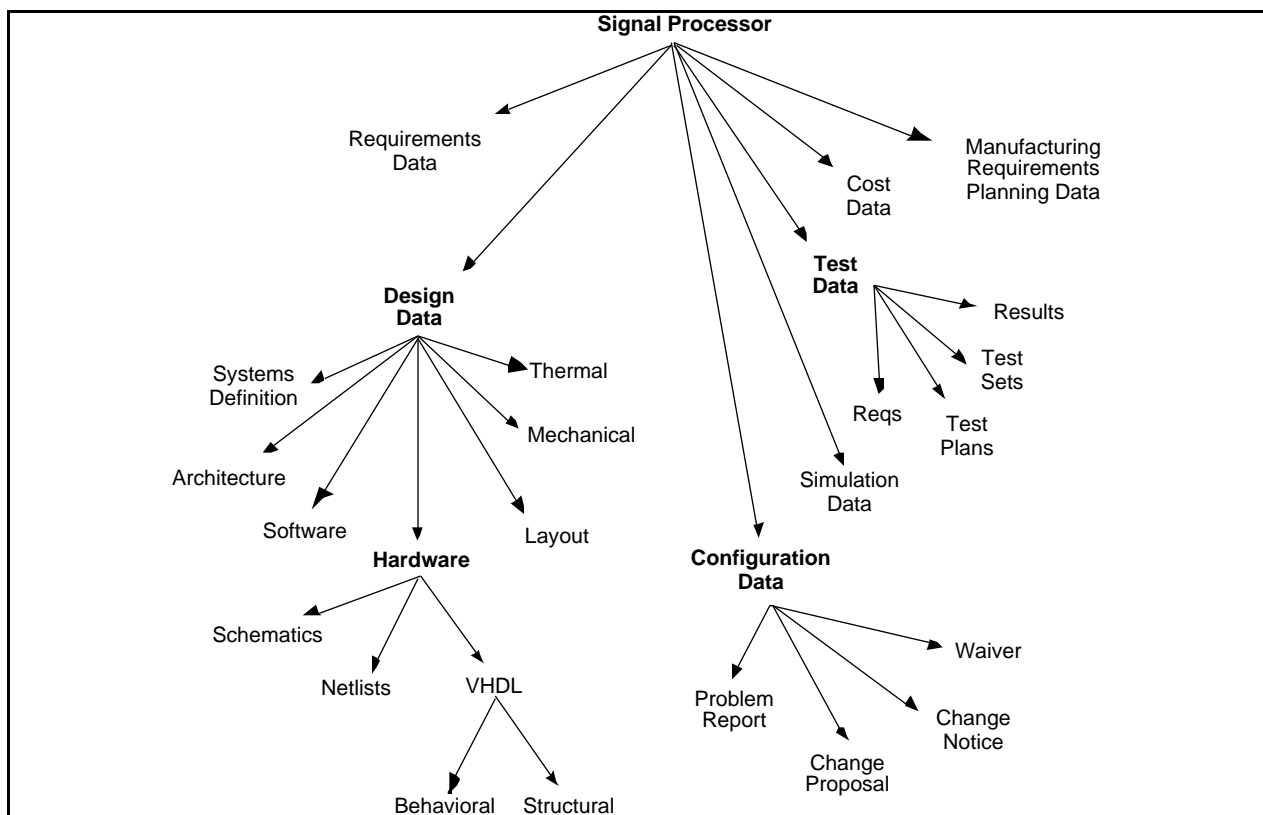 Signal Processor
Requirements
Data
Manufacturing
Requirements
Planning Data
Cost
Data
Test
Data
Results
Test
Sets
Test
Plans
Reqs
Design
Data
Systems
Definition
Thermal
Mechanical
Architecture
Software
Layout
Simulation
Data
Hardware
Configuration
Data
Schematics
Netlists
VHDL
Behavioral
Structural
Waiver
Problem
Report
Change
Notice
Change
Proposal